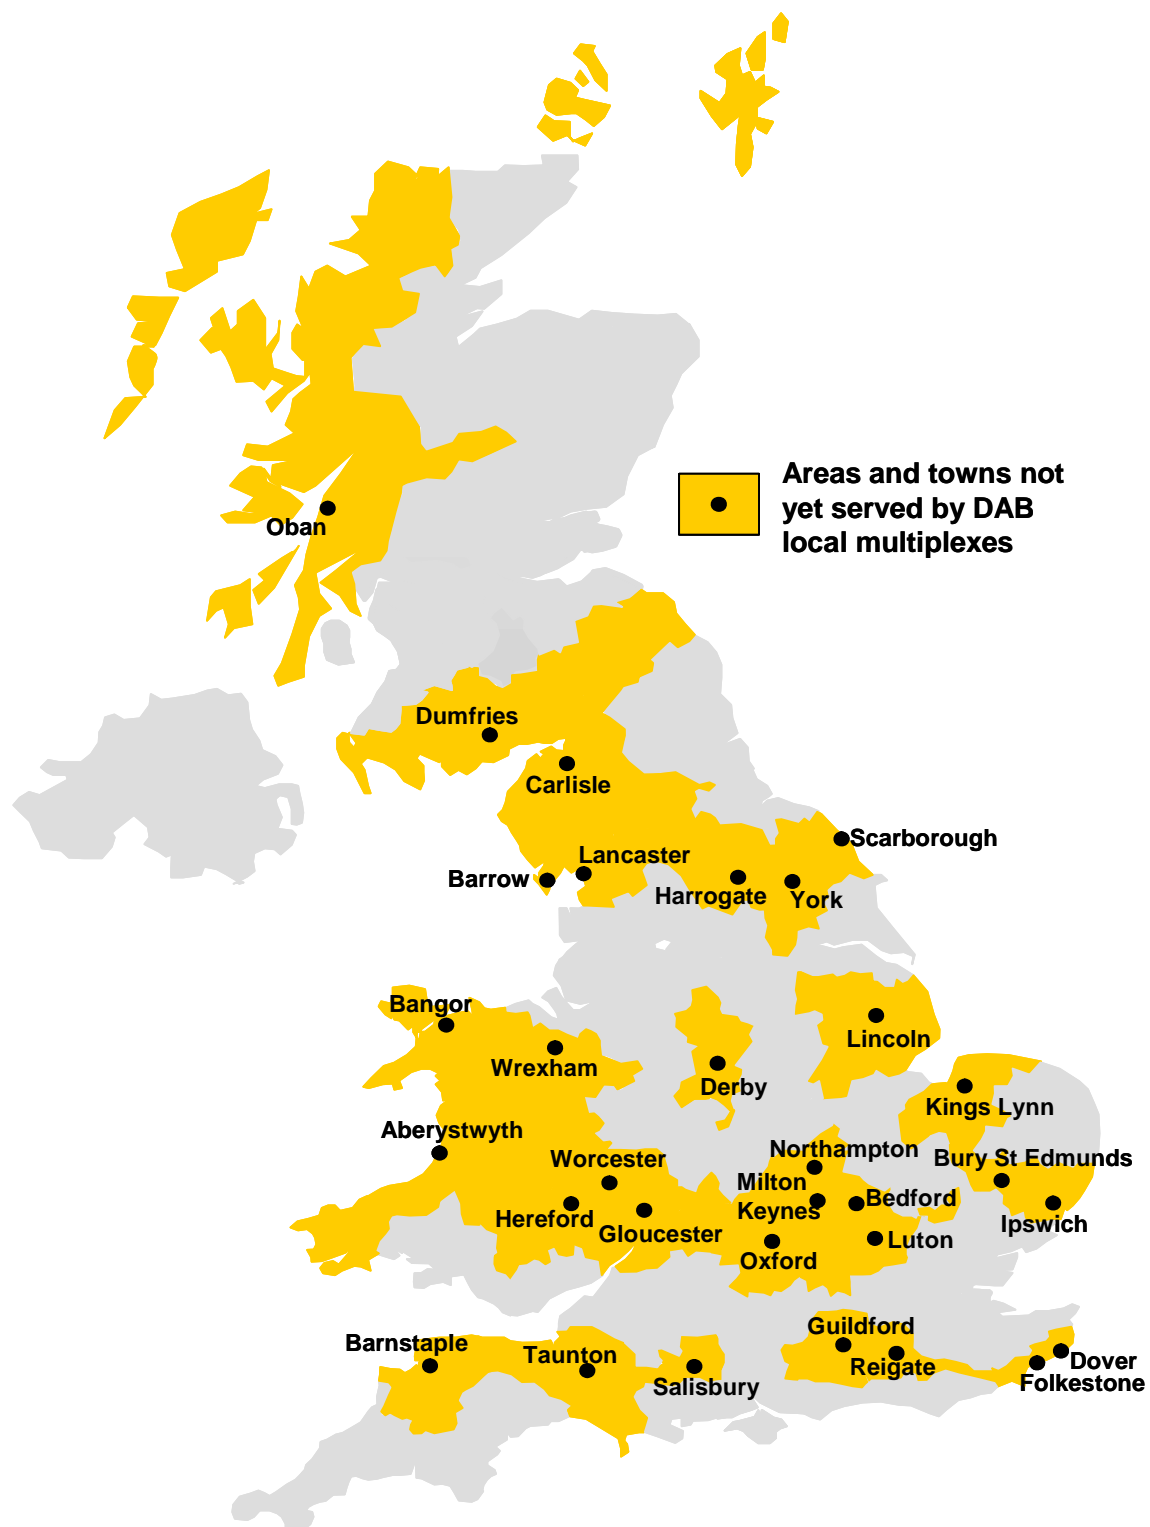 Areas and towns not
yet served by DAB
local multiplexes
Oban
Dumfries
Carlisle
Scarborough
Lancaster
Barrow
Harrogate
York
Bangor
Lincoln
Wrexham
Derby
Kings Lynn
Aberystwyth
Northampton
Worcester
Bury St Edmunds
Milton
Keynes
Bedford
Hereford
Gloucester
Ipswich
Luton
Oxford
Guildford
Barnstaple
Taunton
Reigate
Dover
Salisbury
Folkestone